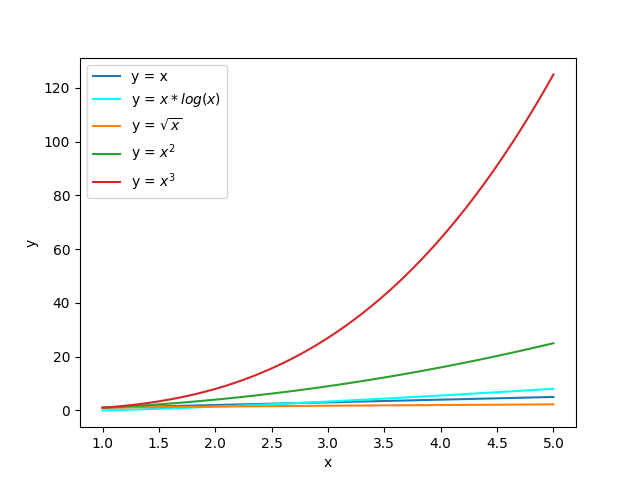 y = x
y = x * log(x)
y = √x
y = x²
y = x³
120
100
80
60
40
20
0
y
1.0 1.5 2.0 2.5 3.0 3.5 4.0 4.5 5.0
x